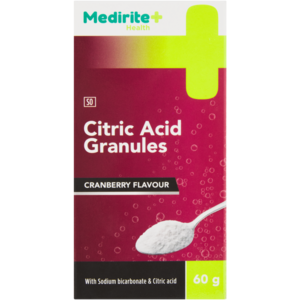 Medirite+
Health
S0
Citric Acid
Granules
CRANBERRY FLAVOUR
With Sodium bicarbonate & Citric acid
60 g